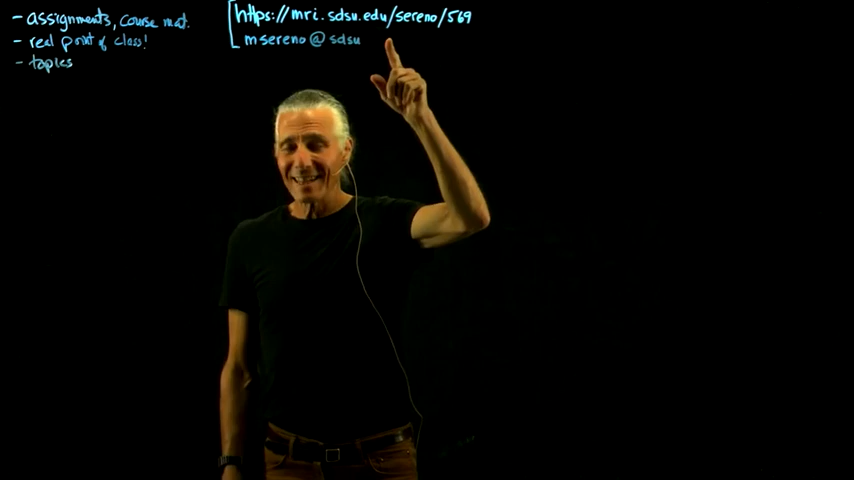 - assignments, course mat.
- real point of class!
- topics
https://mri.sdsu.edu/sereno/569
msereno@sdsu